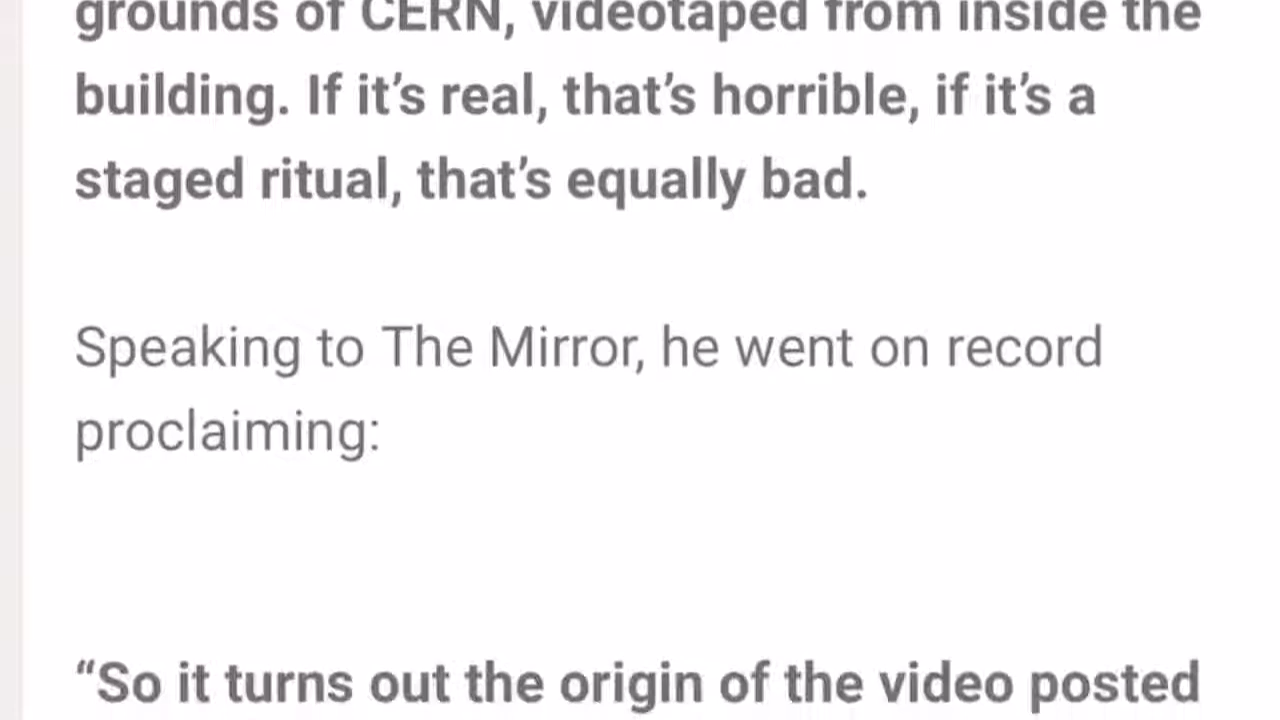 grounds of CERN, videotaped from inside the
building. If it’s real, that’s horrible, if it’s a
staged ritual, that’s equally bad.
Speaking to The Mirror, he went on record
proclaiming:
“So it turns out the origin of the video posted